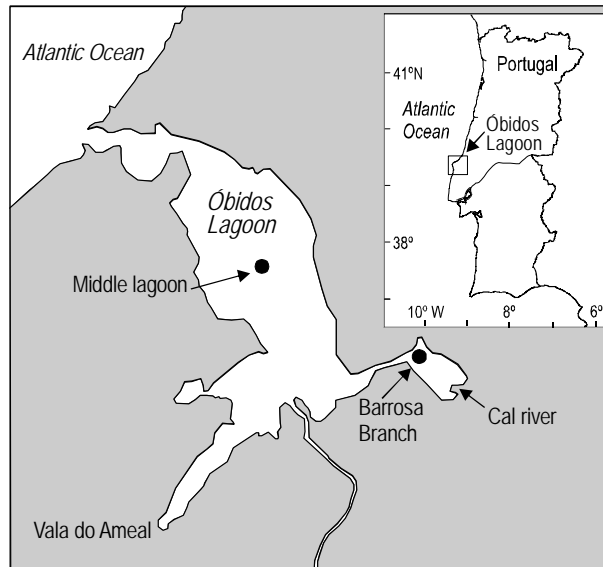 Atlantic Ocean
Óbidos
Lagoon
Middle lagoon
Barrosa
Branch
Cal river
Vala do Ameal
41ºN
Portugal
Atlantic
Ocean
Óbidos
Lagoon
38º
10º W
8º
6º